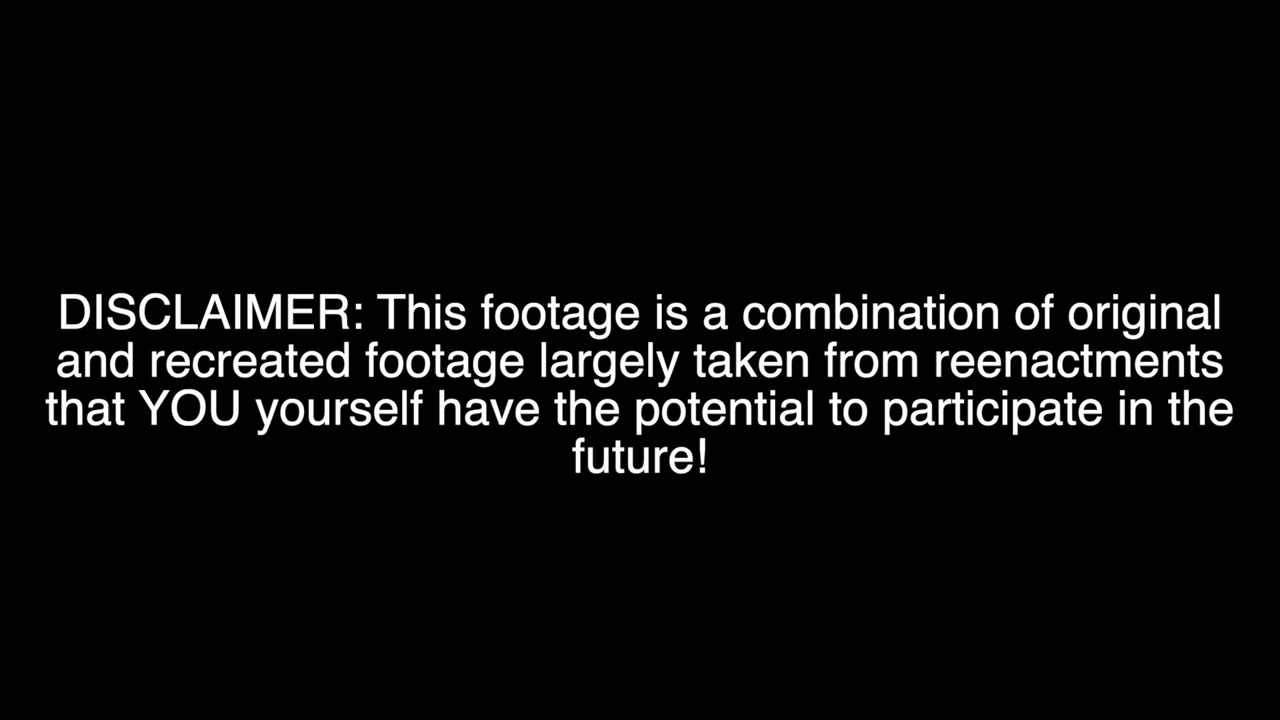 DISCLAIMER: This footage is a combination of original
and recreated footage largely taken from reenactments
that YOU yourself have the potential to participate in the
future!